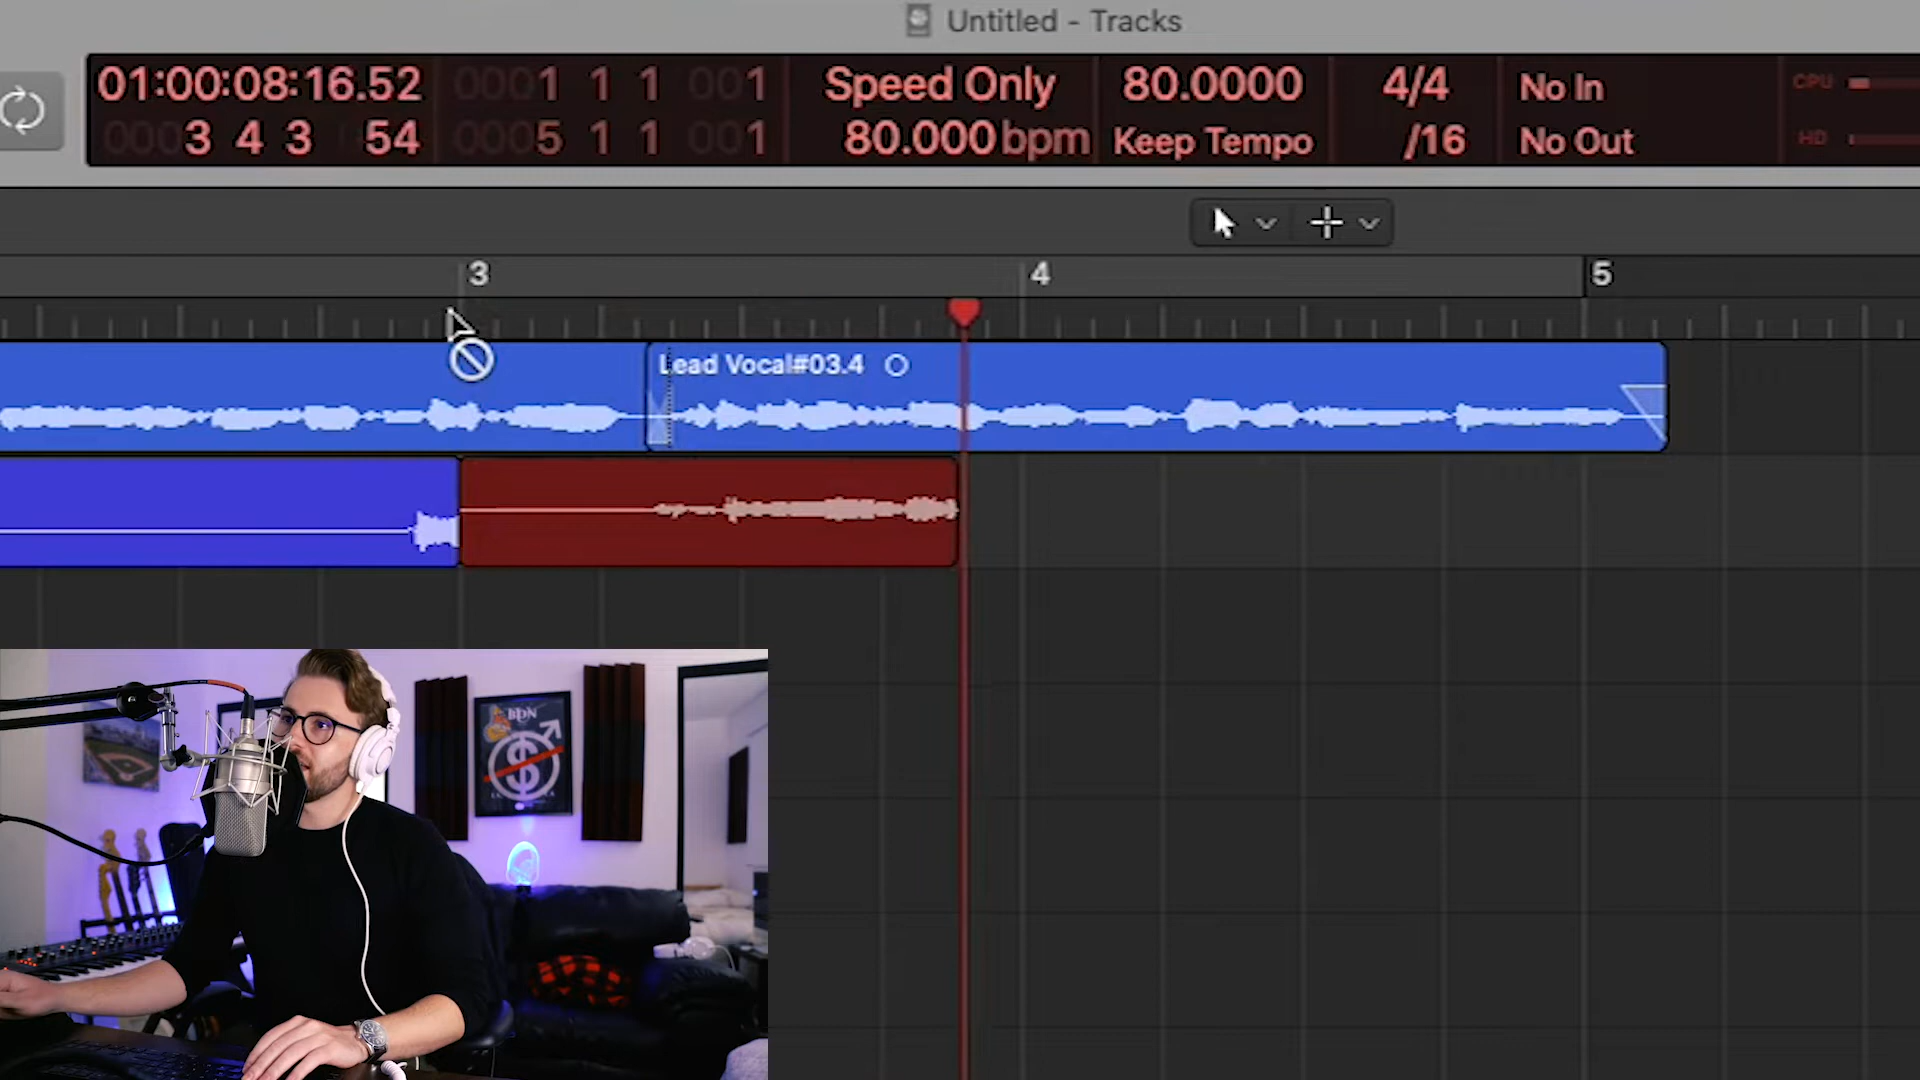 Untitled - Tracks
01:00:08:16.52
0003 4 3 54
0001 1 1 001
0005 1 1 001
Speed Only
80.000 bpm
80.0000
Keep Tempo
4/4
/16
No In
No Out
CPU
HD
3
4
5
Lead Vocal#03.4
BDN
$